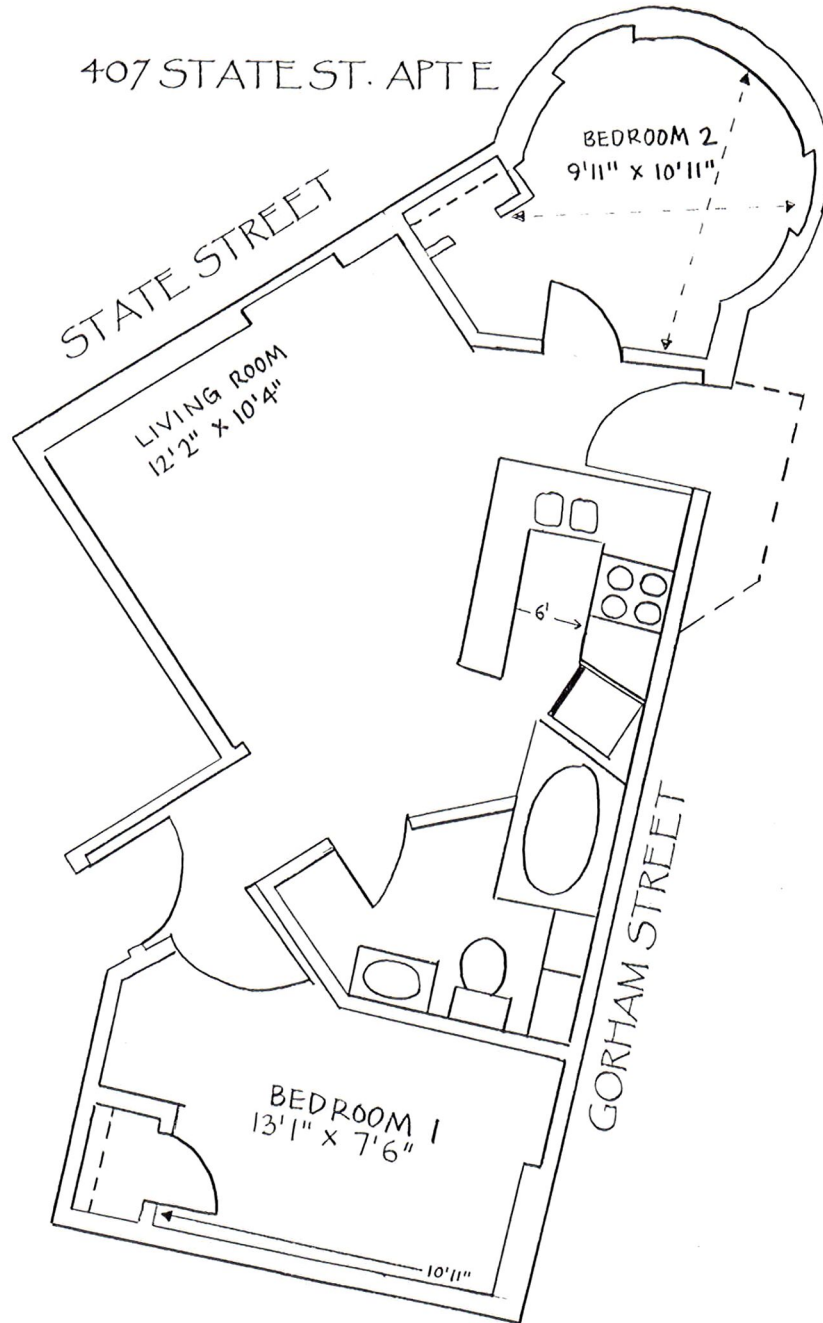 407 STATE ST. APT E
BEDROOM 2
9'11" X 10'11"
STATE STREET
LIVING ROOM
12'2" X 10'4"
6'
GORHAM STREET
BEDROOM 1
13'1" X 7'6"
10'11"